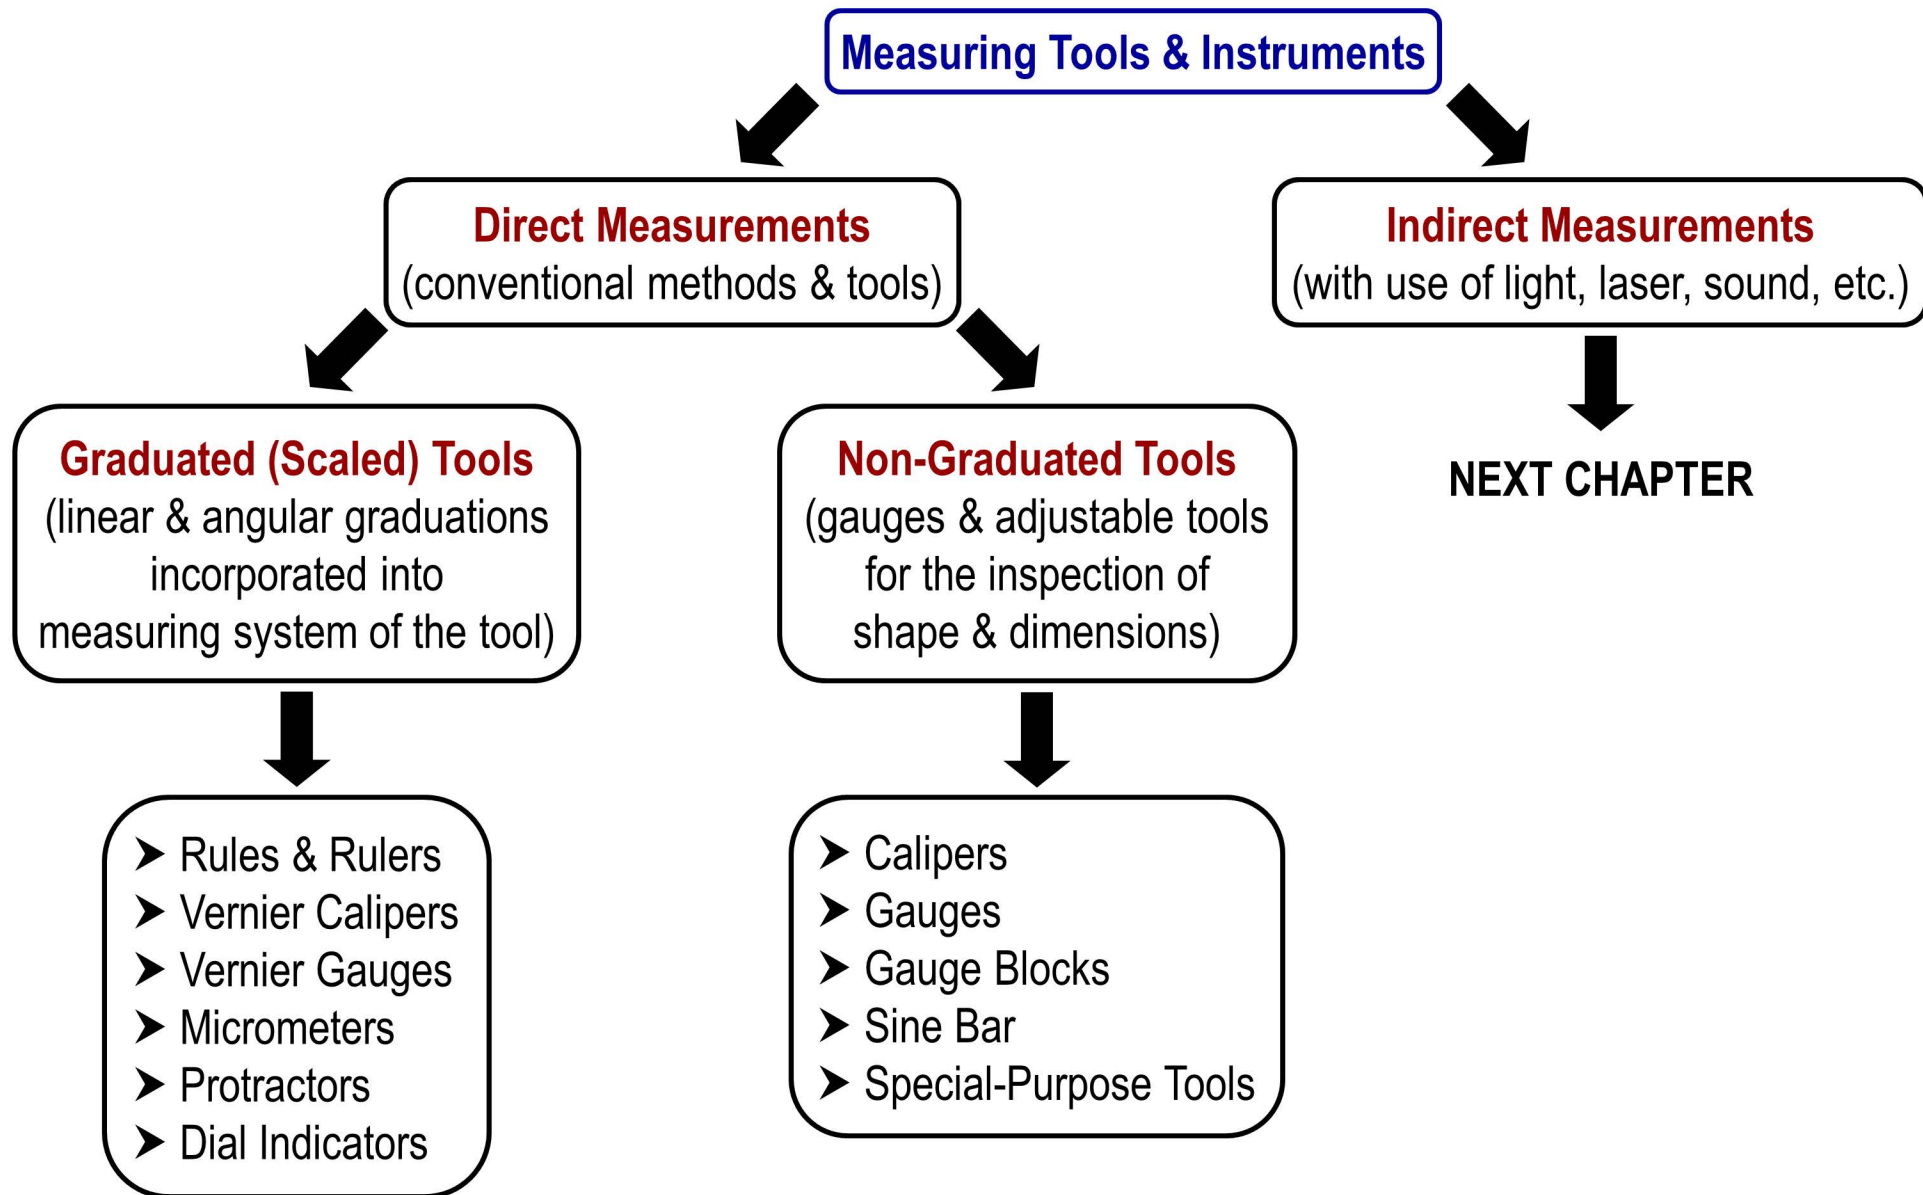 Measuring Tools & Instruments
Direct Measurements
(conventional methods & tools)
Indirect Measurements
(with use of light, laser, sound, etc.)
Graduated (Scaled) Tools
(linear & angular graduations
incorporated into
measuring system of the tool)
Non-Graduated Tools
(gauges & adjustable tools
for the inspection of
shape & dimensions)
NEXT CHAPTER
➤ Rules & Rulers
➤ Vernier Calipers
➤ Vernier Gauges
➤ Micrometers
➤ Protractors
➤ Dial Indicators
➤ Calipers
➤ Gauges
➤ Gauge Blocks
➤ Sine Bar
➤ Special-Purpose Tools